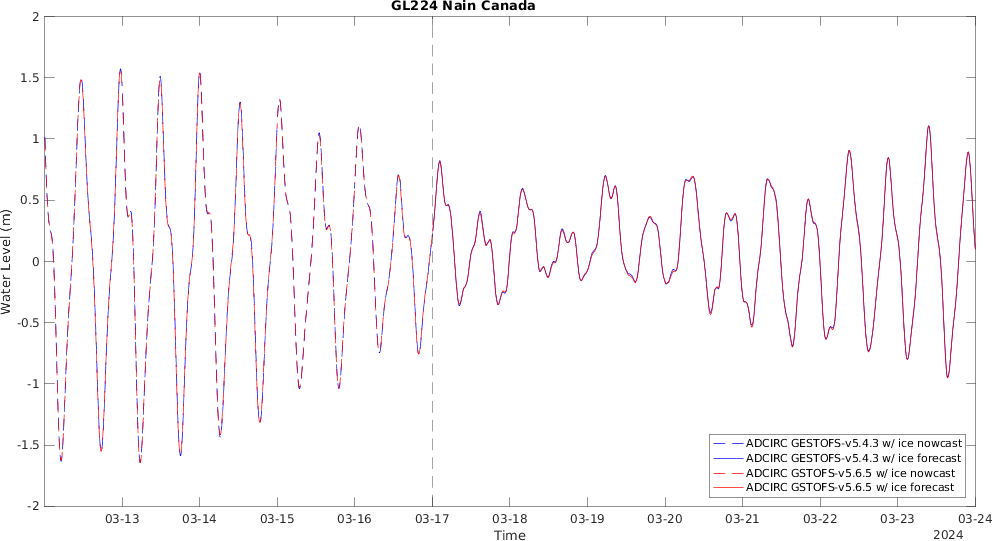 GL224 Nain Canada
2
1.5
1
0.5
0
-0.5
-1
-1.5
-2
Water Level (m)
ADCIRC GESTOFS-v5.4.3 w/ ice nowcast
ADCIRC GESTOFS-v5.4.3 w/ ice forecast
ADCIRC GSTOFS-v5.6.5 w/ ice nowcast
ADCIRC GSTOFS-v5.6.5 w/ ice forecast
03-13 03-14 03-15 03-16 03-17 03-18 03-19 03-20 03-21 03-22 03-23 03-24
Time
2024